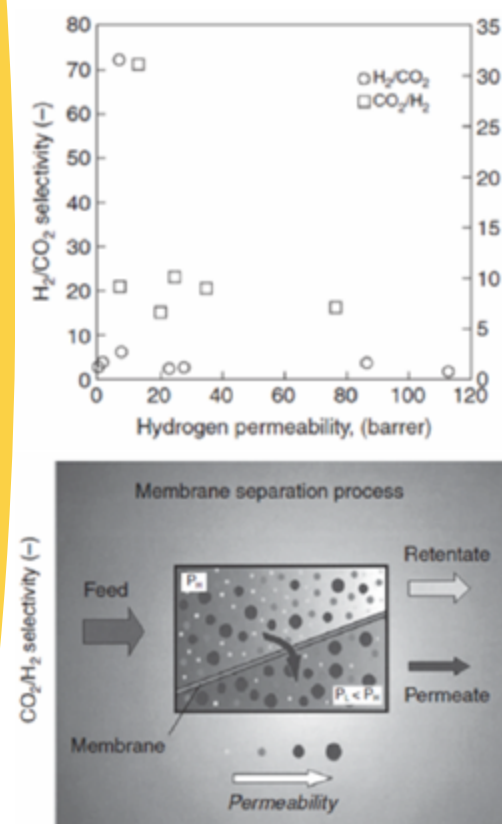 80
70
60
50
40
30
20
10
0
H₂/CO₂ selectivity (–)
35
30
25
20
15
10
5
0
H₂/CO₂
CO₂/H₂
0 20 40 60 80 100 120
Hydrogen permeability, (barrer)
CO₂/H₂ selectivity (–)
Membrane separation process
Feed
Pₕ
Retentate
Pʟ < Pₕ
Permeate
Membrane
Permeability